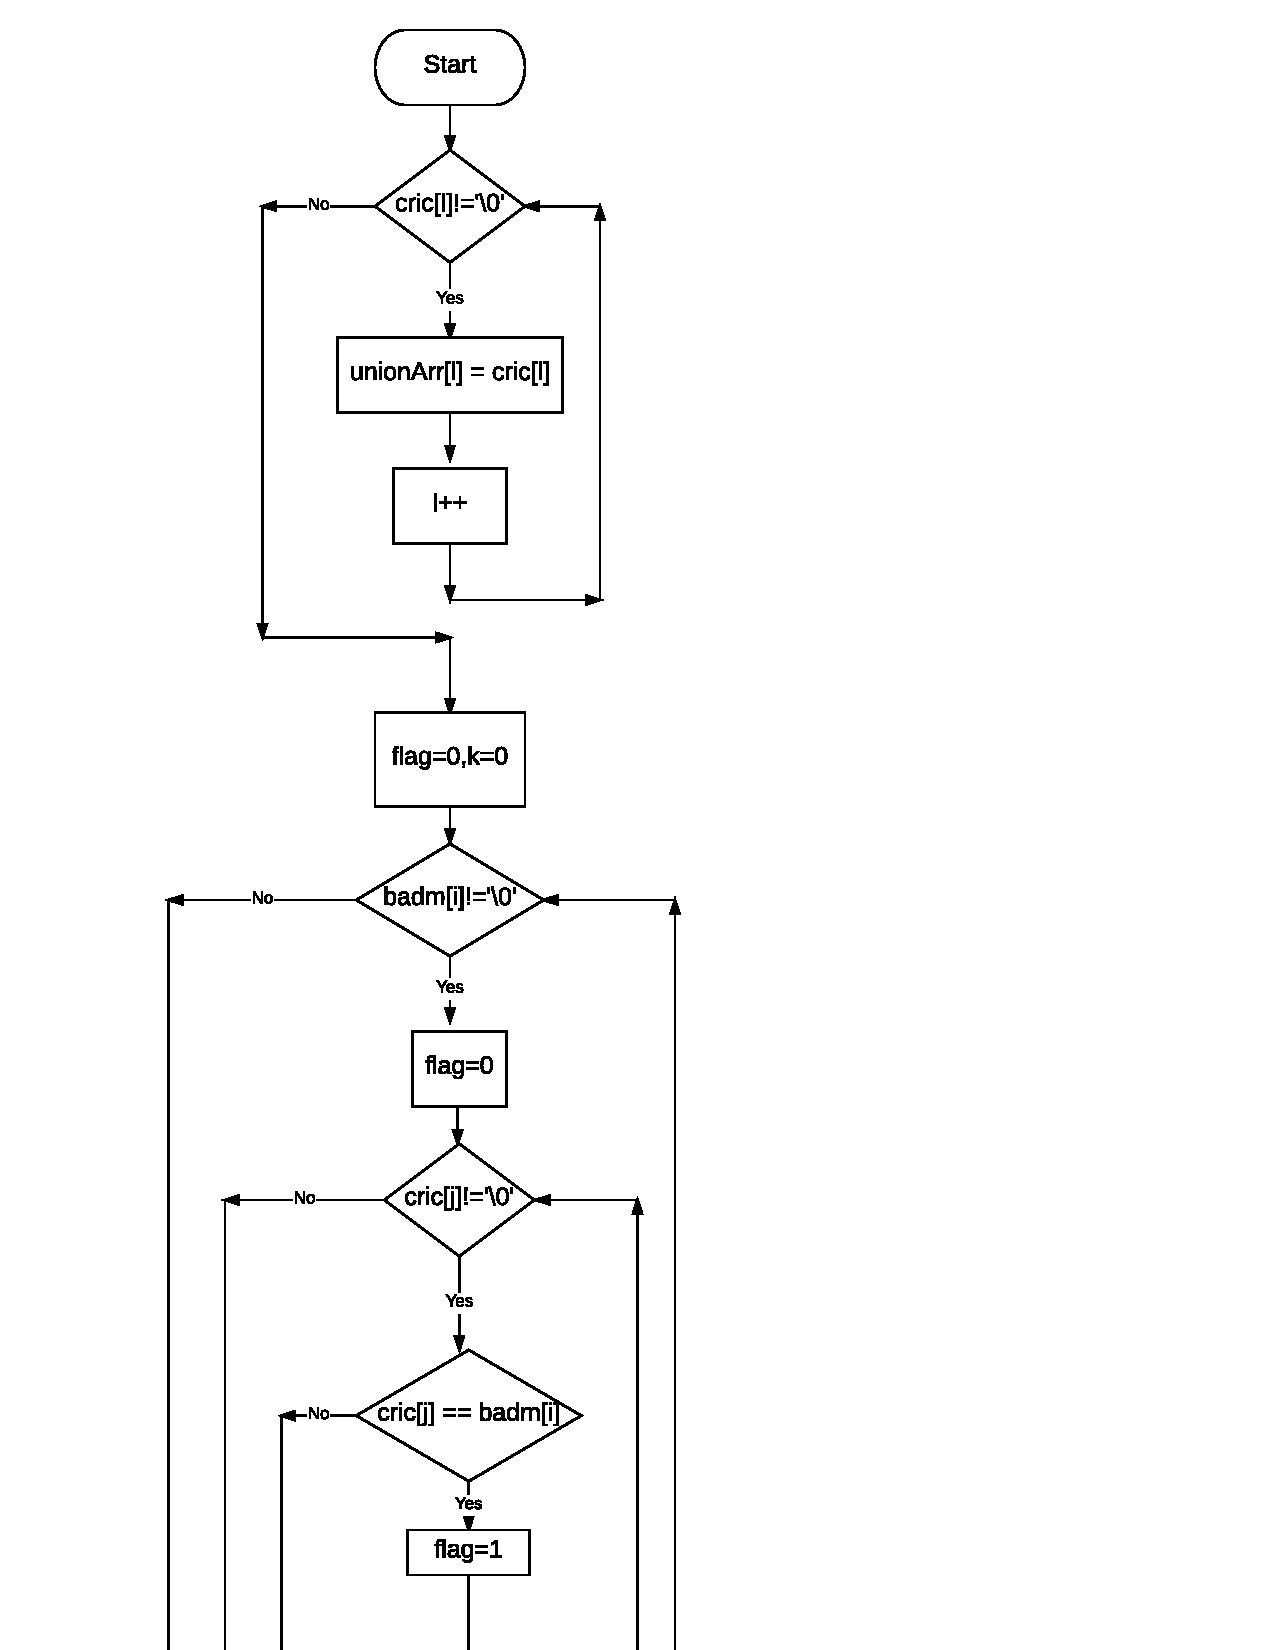 Start
cric[l]!='\0'
No
Yes
unionArr[l] = cric[l]
l++
flag=0,k=0
badm[i]!='\0'
No
Yes
flag=0
cric[j]!='\0'
No
Yes
cric[j] == badm[i]
No
Yes
flag=1